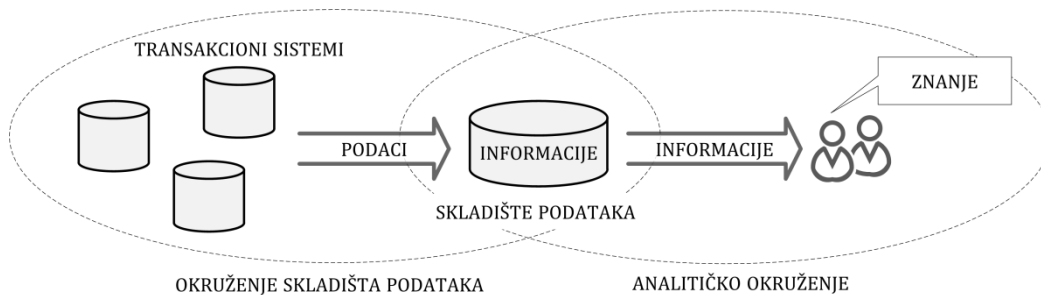 TRANSAKCIONI SISTEMI
ZNANJE
PODACI
INFORMACIJE
INFORMACIJE
SKLADIŠTE PODATAKA
OKRUŽENJE SKLADIŠTA PODATAKA
ANALITIČKO OKRUŽENJE